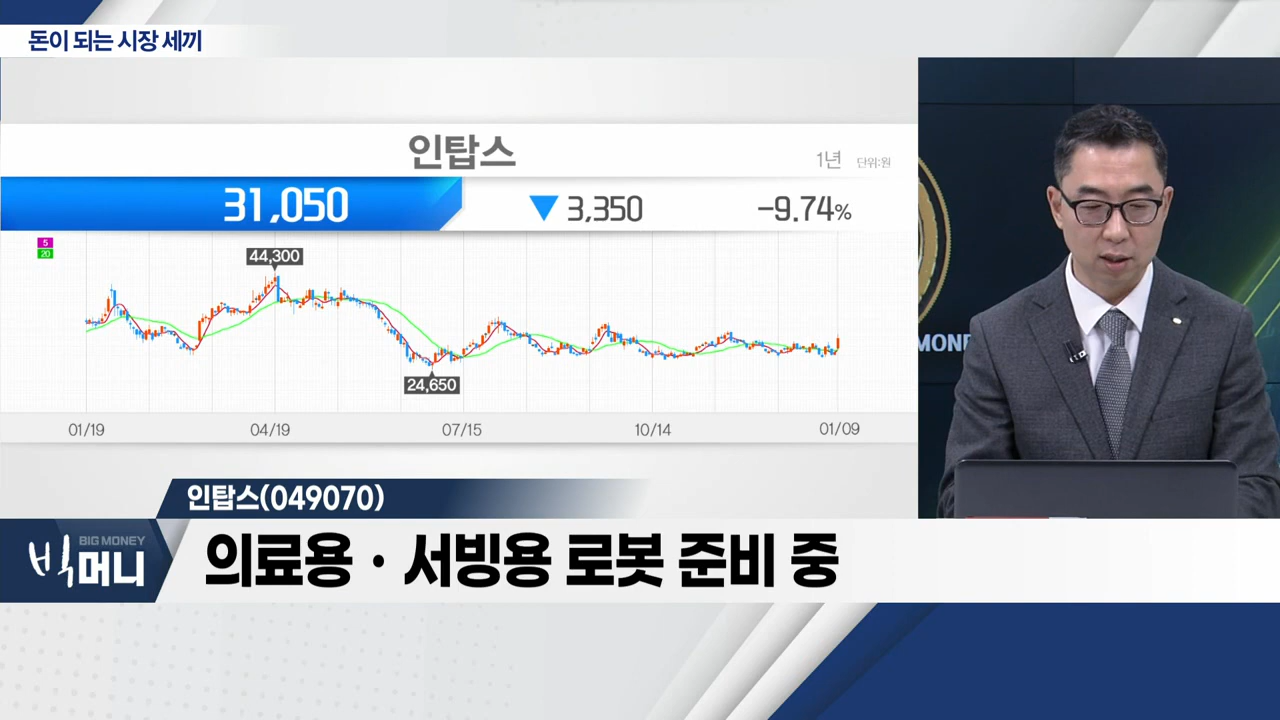 돈이 되는 시장 세끼
인탑스
1년 단위:원
31,050 ▼ 3,350 -9.74%
5
20
44,300
24,650
01/19 04/19 07/15 10/14 01/09
MONE
인탑스(049070)
BIG MONEY
빅머니
의료용·서빙용 로봇 준비 중